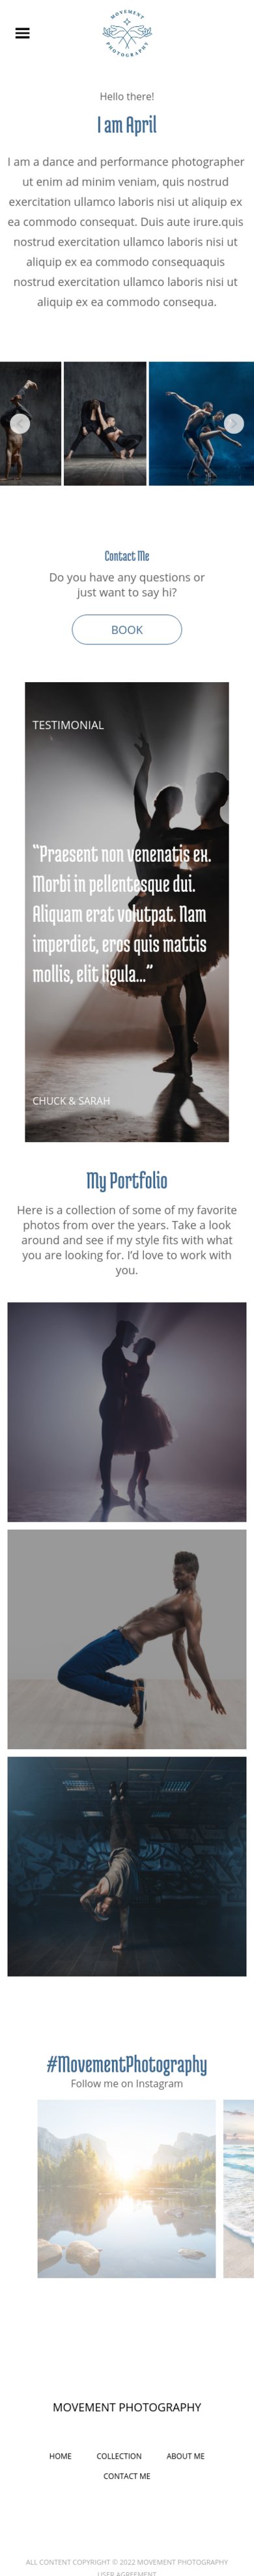 MOVEMENT
PHOTOGRAPHY
Hello there!
I am April
I am a dance and performance photographer
ut enim ad minim veniam, quis nostrud
exercitation ullamco laboris nisi ut aliquip ex
ea commodo consequat. Duis aute irure.quis
nostrud exercitation ullamco laboris nisi ut
aliquip ex ea commodo consequaquis
nostrud exercitation ullamco laboris nisi ut
aliquip ex ea commodo consequa.
Contact Me
Do you have any questions or
just want to say hi?
BOOK
TESTIMONIAL
“Praesent non venenatis ex.
Morbi in pellentesque dui.
Aliquam erat volutpat. Nam
imperdiet, eros quis mattis
mollis, elit ligula...”
CHUCK & SARAH
My Portfolio
Here is a collection of some of my favorite
photos from over the years. Take a look
around and see if my style fits with what
you are looking for. I’d love to work with
you.
#MovementPhotography
Follow me on Instagram
MOVEMENT PHOTOGRAPHY
HOME COLLECTION ABOUT ME
CONTACT ME
ALL CONTENT COPYRIGHT © 2022 MOVEMENT PHOTOGRAPHY
USER AGREEMENT